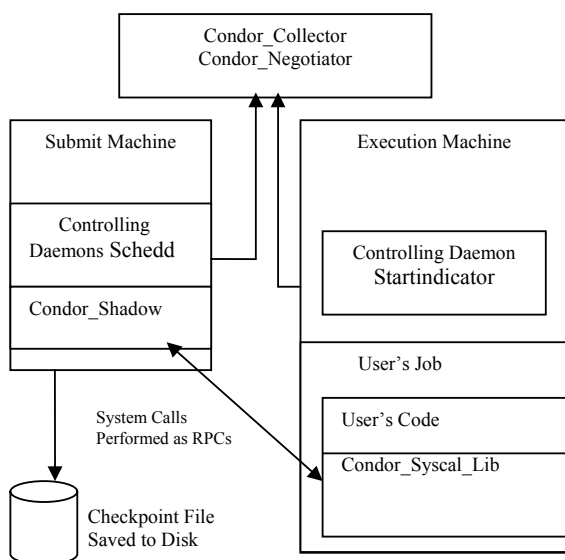 Condor_Collector
Condor_Negotiator
Submit Machine
Controlling
Daemons Schedd
Condor_Shadow
Execution Machine
Controlling Daemon
Startindicator
User's Job
User's Code
Condor_Syscal_Lib
System Calls
Performed as RPCs
Checkpoint File
Saved to Disk